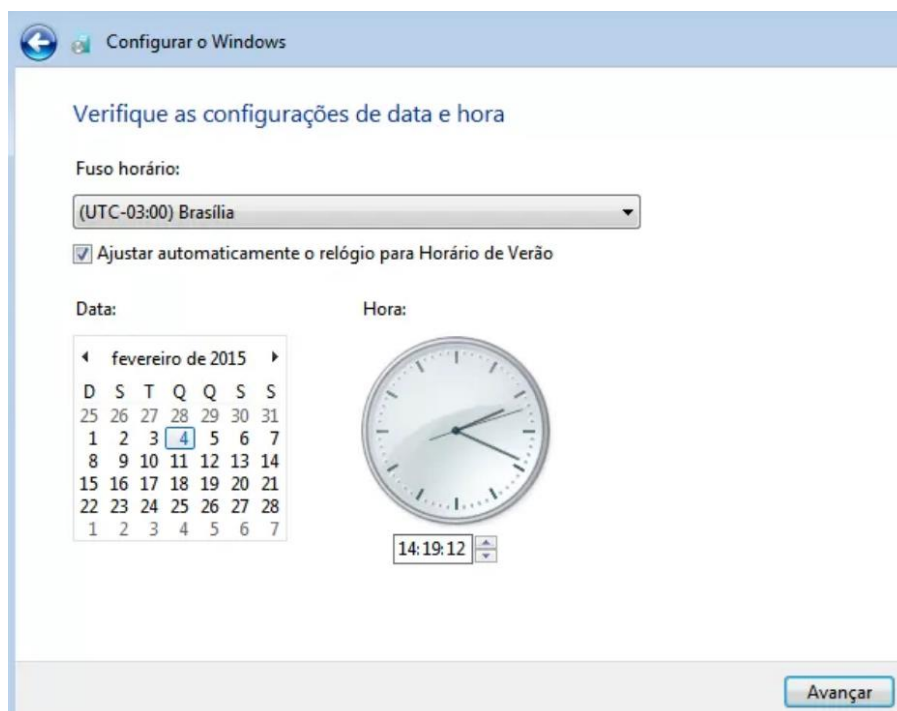 Configurar o Windows
Verifique as configurações de data e hora
Fuso horário:
(UTC-03:00) Brasília
Ajustar automaticamente o relógio para Horário de Verão
Data:
Hora:
fevereiro de 2015
D S T Q Q S S
25 26 27 28 29 30 31
1 2 3 4 5 6 7
8 9 10 11 12 13 14
15 16 17 18 19 20 21
22 23 24 25 26 27 28
1 2 3 4 5 6 7
14:19:12
Avançar